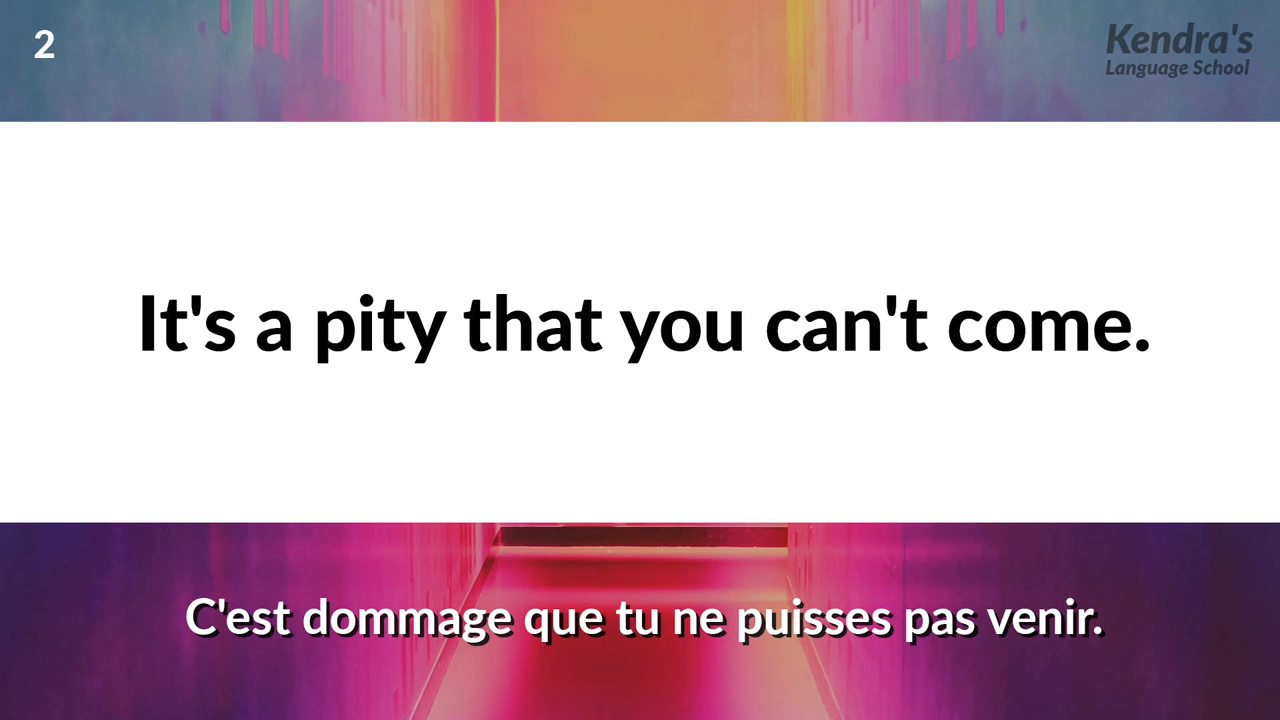 2
Kendra's
Language School
It's a pity that you can't come.
C'est dommage que tu ne puisses pas venir.